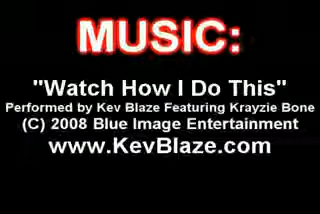 MUSIC:
"Watch How I Do This"
Performed by Kev Blaze Featuring Krayzie Bone
(C) 2008 Blue Image Entertainment
www.KevBlaze.com